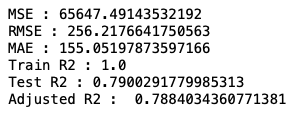 MSE : 65647.49143532192
RMSE : 256.2176641750563
MAE : 155.05197873597166
Train R2 : 1.0
Test R2 : 0.7900291779985313
Adjusted R2 :  0.7884034360771381